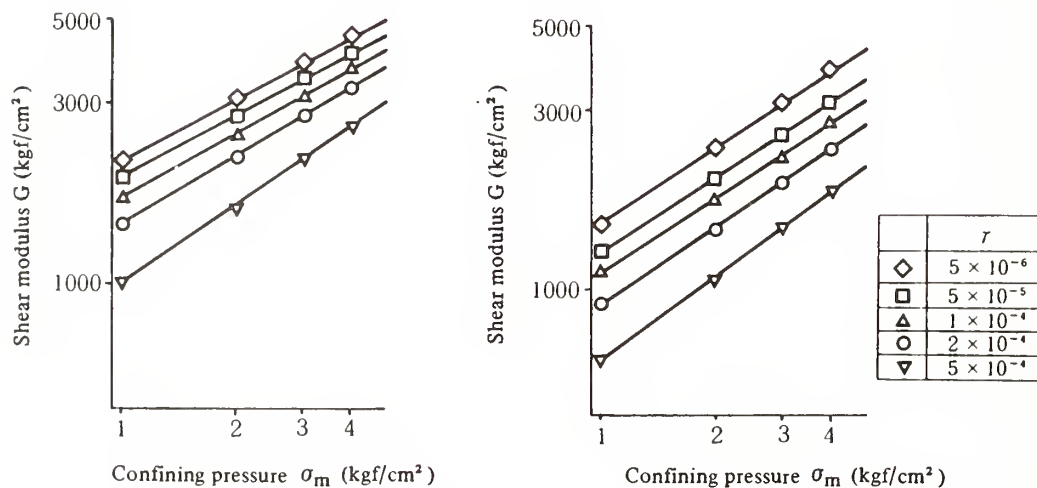 5000
3000
1000
Shear modulus G (kgf/cm²)
1 2 3 4
Confining pressure σm (kgf/cm²)
5000
3000
1000
Shear modulus G (kgf/cm²)
1 2 3 4
Confining pressure σm (kgf/cm²)
γ
5 × 10⁻⁶
5 × 10⁻⁵
1 × 10⁻⁴
2 × 10⁻⁴
5 × 10⁻⁴